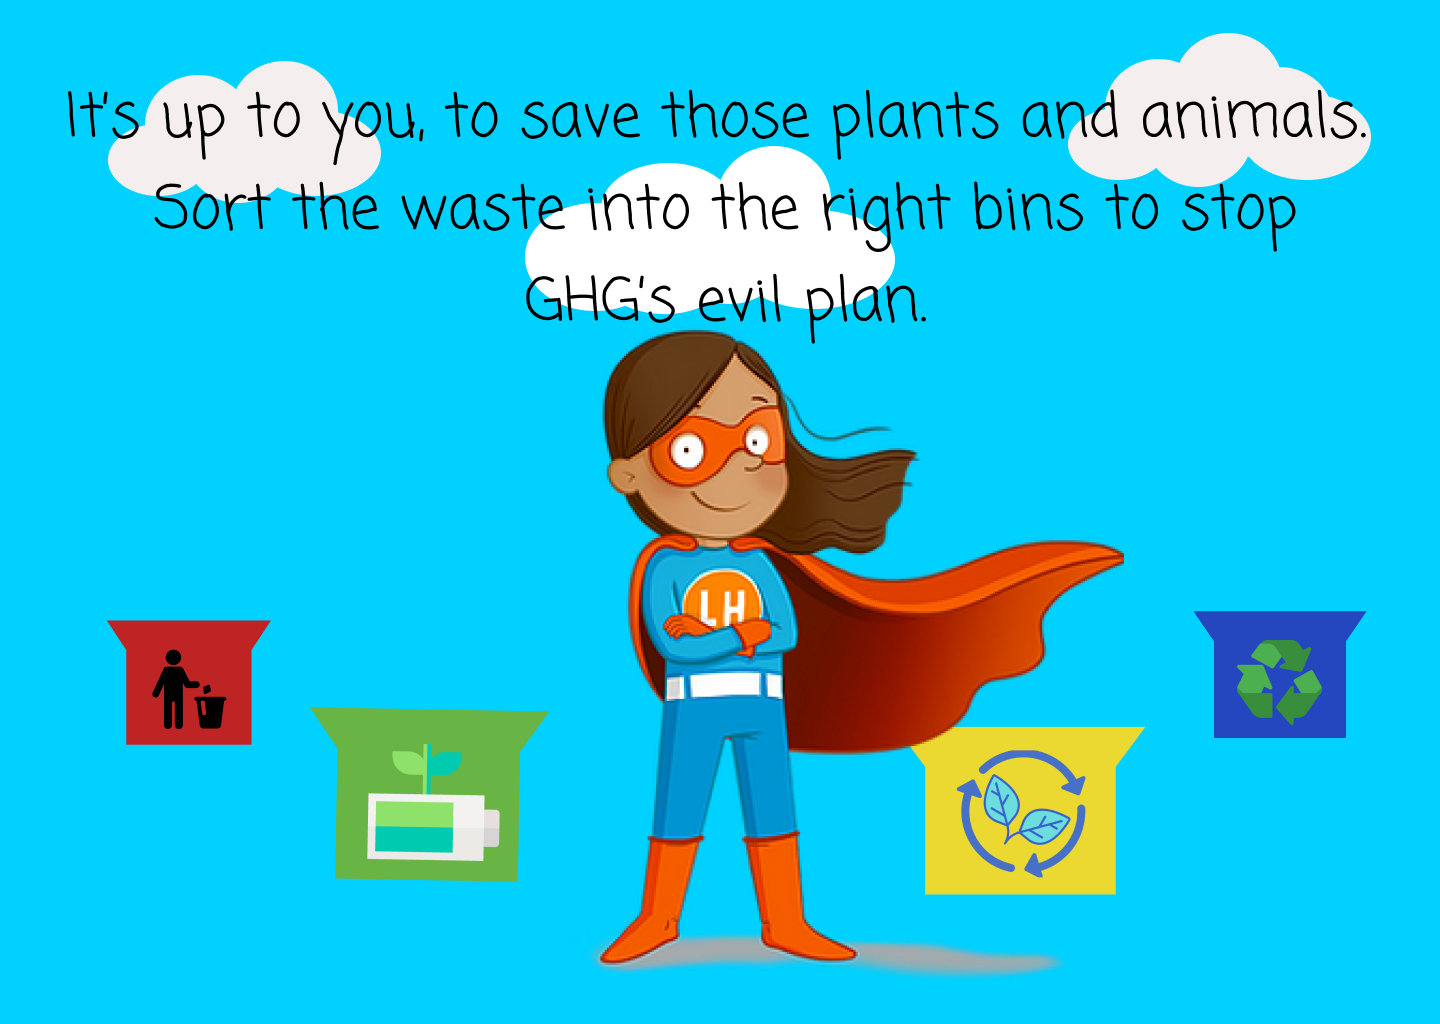 It's up to you, to save those plants and animals.
Sort the waste into the right bins to stop
GHG's evil plan.
LH